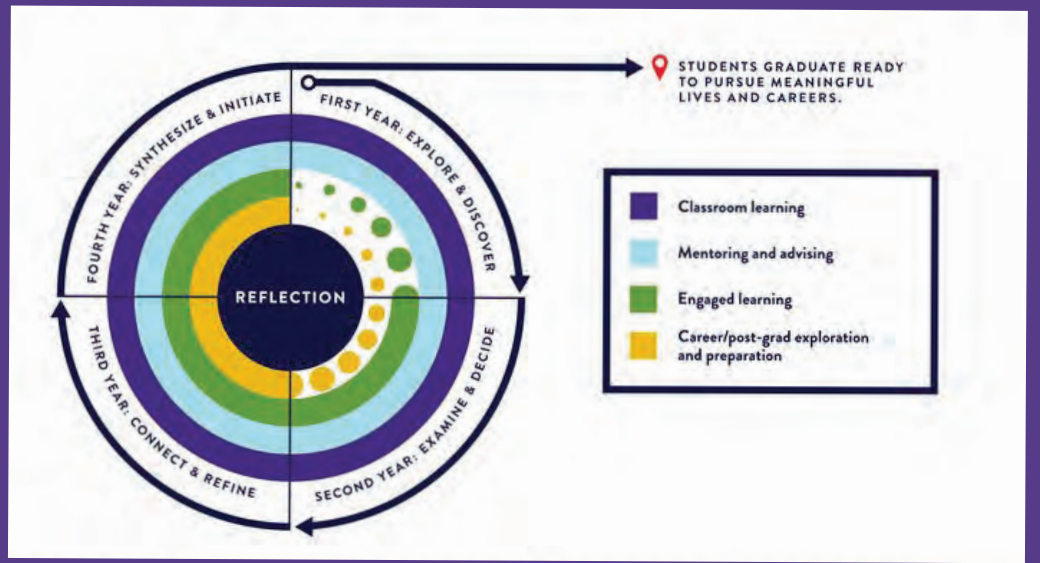 STUDENTS GRADUATE READY
TO PURSUE MEANINGFUL
LIVES AND CAREERS.
FIRST YEAR: EXPLORE & DISCOVER
SECOND YEAR: EXAMINE & DECIDE
THIRD YEAR: CONNECT & REFINE
FOURTH YEAR: SYNTHESIZE & INITIATE
REFLECTION
Classroom learning
Mentoring and advising
Engaged learning
Career/post-grad exploration
and preparation